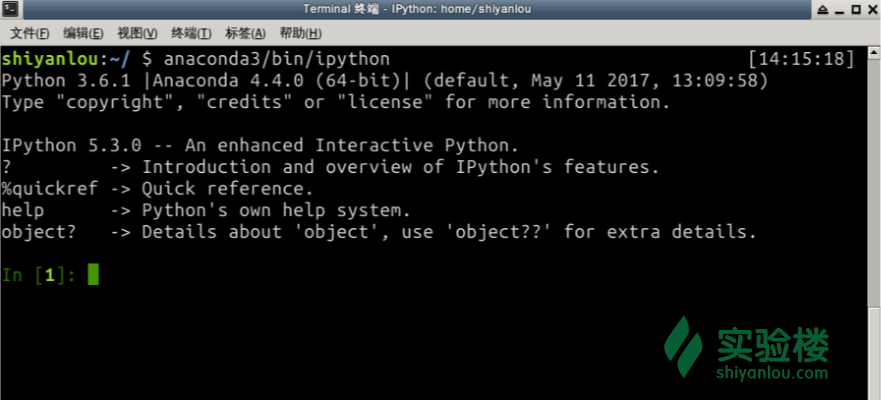 Terminal 终端 - IPython: home/shiyanlou
文件(F) 编辑(E) 视图(V) 终端(T) 标签(A) 帮助(H)
shiyanlou:~/ $ anaconda3/bin/ipython [14:15:18]
Python 3.6.1 |Anaconda 4.4.0 (64-bit)| (default, May 11 2017, 13:09:58)
Type "copyright", "credits" or "license" for more information.
IPython 5.3.0 -- An enhanced Interactive Python.
? -> Introduction and overview of IPython's features.
%quickref -> Quick reference.
help -> Python's own help system.
object? -> Details about 'object', use 'object??' for extra details.
In [1]:
实验楼
shiyanlou.com